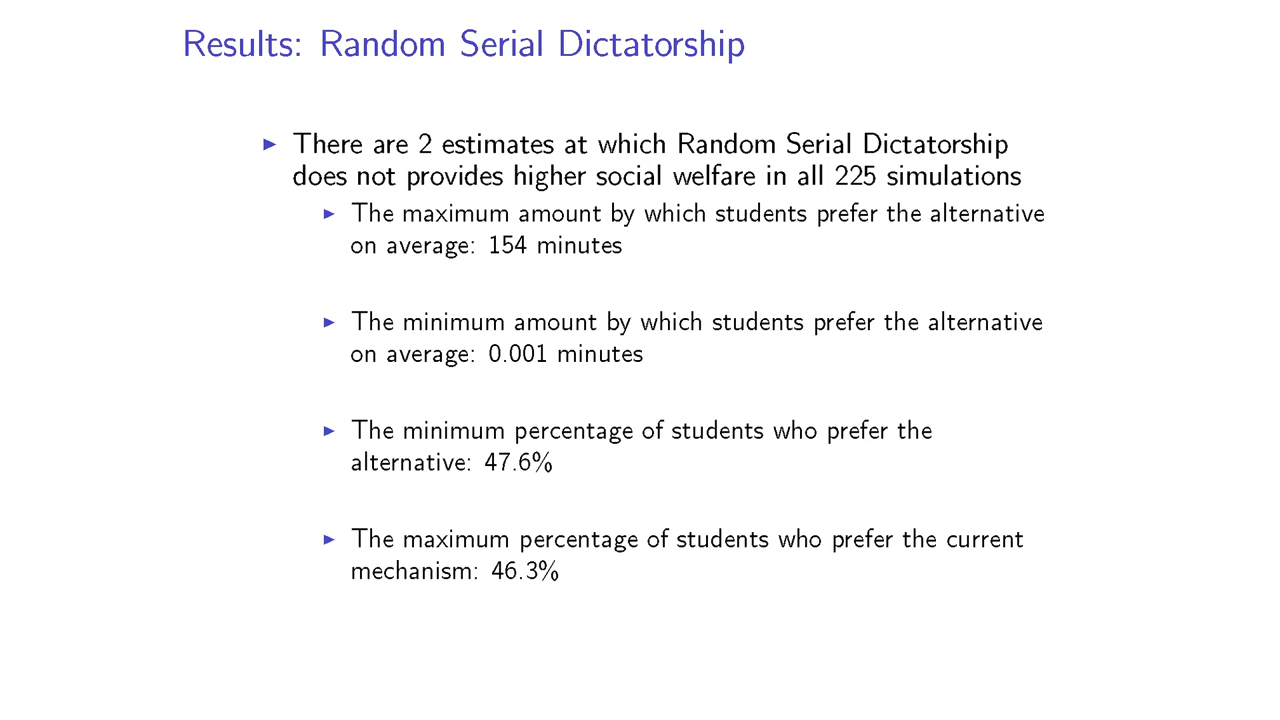 Results: Random Serial Dictatorship
There are 2 estimates at which Random Serial Dictatorship
does not provides higher social welfare in all 225 simulations
The maximum amount by which students prefer the alternative
on average: 154 minutes
The minimum amount by which students prefer the alternative
on average: 0.001 minutes
The minimum percentage of students who prefer the
alternative: 47.6%
The maximum percentage of students who prefer the current
mechanism: 46.3%